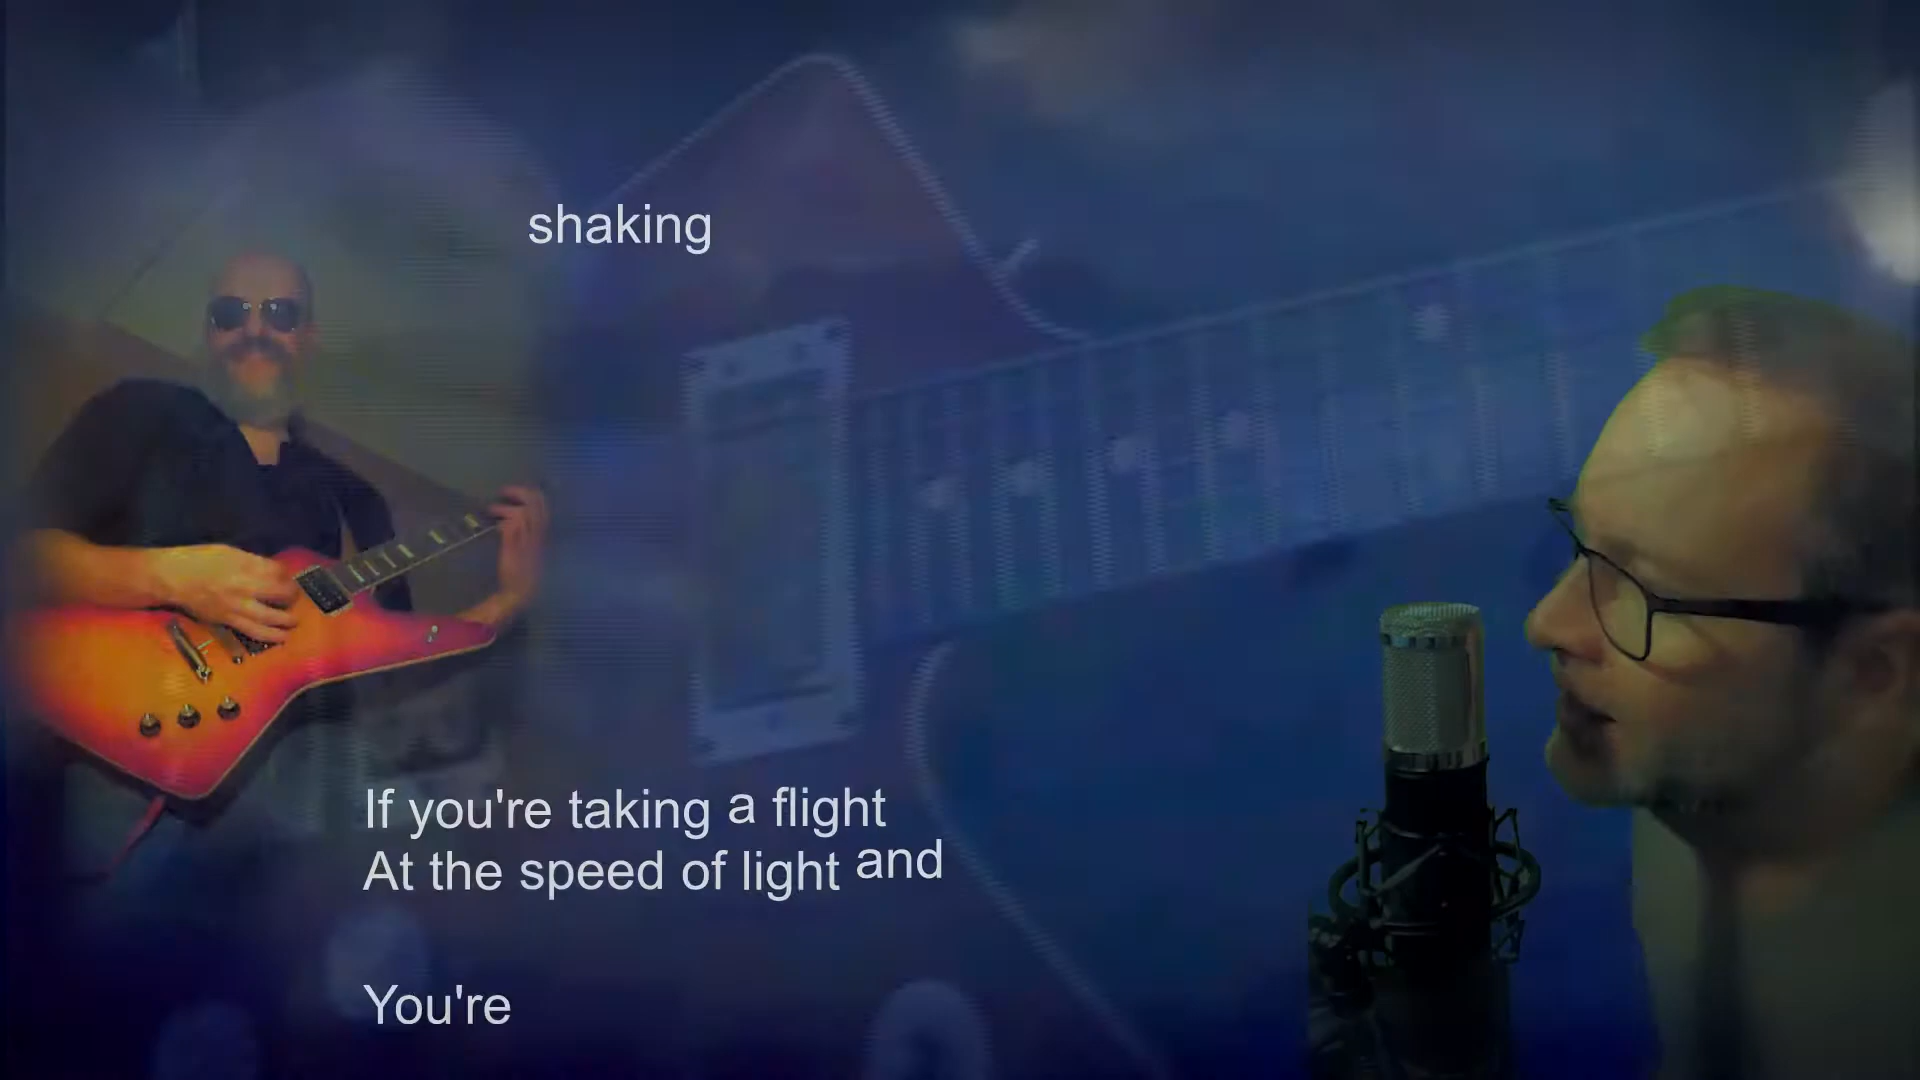 shaking
If you're taking a flight
At the speed of light and
You're